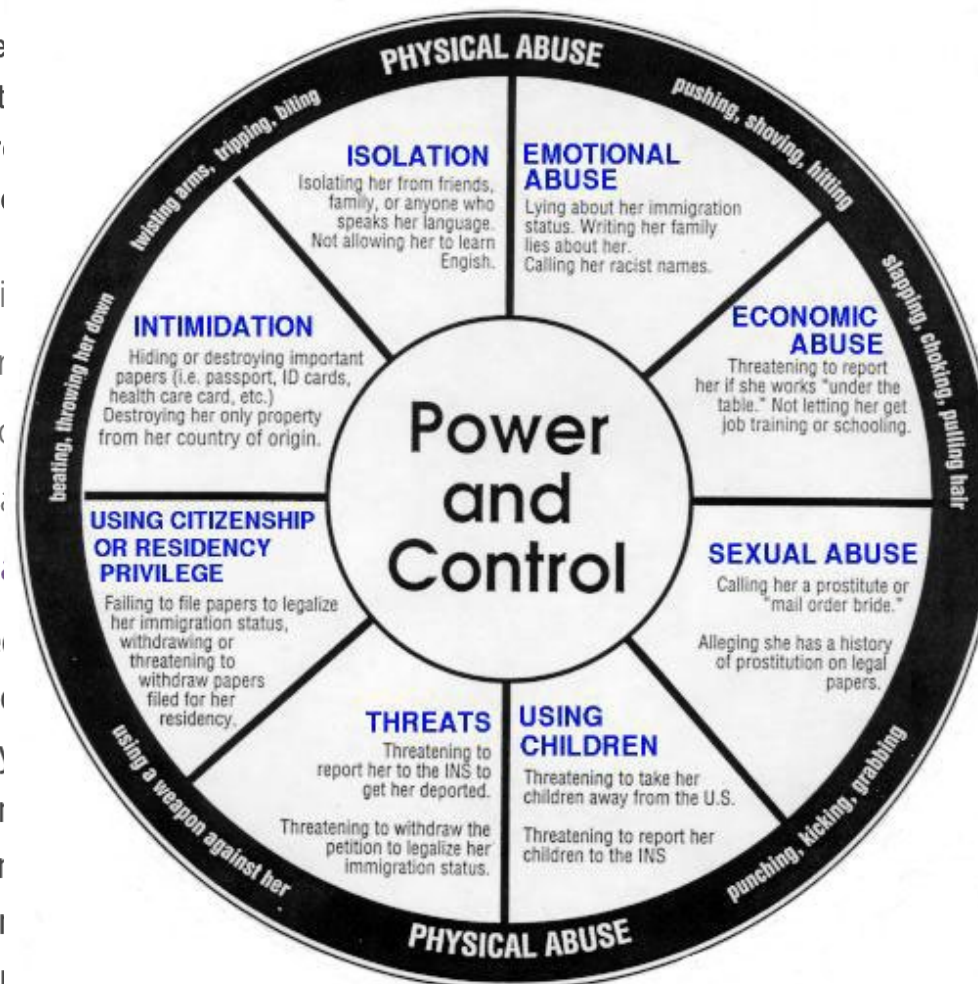 PHYSICAL ABUSE
pushing, shoving, hitting
slapping, choking, pulling hair
punching, kicking, grabbing
PHYSICAL ABUSE
using a weapon against her.
beating, throwing her down
twisting arms, tripping, biting
Power
and
Control
ISOLATION
Isolating her from friends,
family, or anyone who
speaks her language.
Not allowing her to learn
Engish.
EMOTIONAL
ABUSE
Lying about her immigration
status. Writing her family
lies about her.
Calling her racist names.
ECONOMIC
ABUSE
Threatening to report
her if she works "under the
table." Not letting her get
job training or schooling.
SEXUAL ABUSE
Calling her a prostitute or
"mail order bride."
Alleging she has a history
of prostitution on legal
papers.
USING
CHILDREN
Threatening to take her
children away from the U.S.
Threatening to report her
children to the INS
THREATS
Threatening to
report her to the INS to
get her deported.
Threatening to withdraw the
petition to legalize her
immigration status.
USING CITIZENSHIP
OR RESIDENCY
PRIVILEGE
Failing to file papers to legalize
her immigration status,
withdrawing or
threatening to
withdraw papers
filed for her
residency.
INTIMIDATION
Hiding or destroying important
papers (i.e. passport, ID cards,
health care card, etc.)
Destroying her only property
from her country of origin.